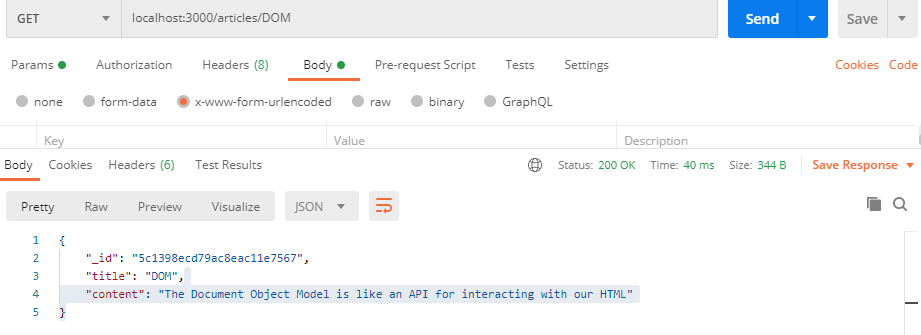 GET localhost:3000/articles/DOM Send Save
Params Authorization Headers (8) Body Pre-request Script Tests Settings Cookies Code
none form-data x-www-form-urlencoded raw binary GraphQL
Key Value Description
Body Cookies Headers (6) Test Results Status: 200 OK Time: 40 ms Size: 344 B Save Response
Pretty Raw Preview Visualize JSON
1 {
2 "_id": "5c1398ecd79ac8eac11e7567",
3 "title": "DOM",
4 "content": "The Document Object Model is like an API for interacting with our HTML"
5 }